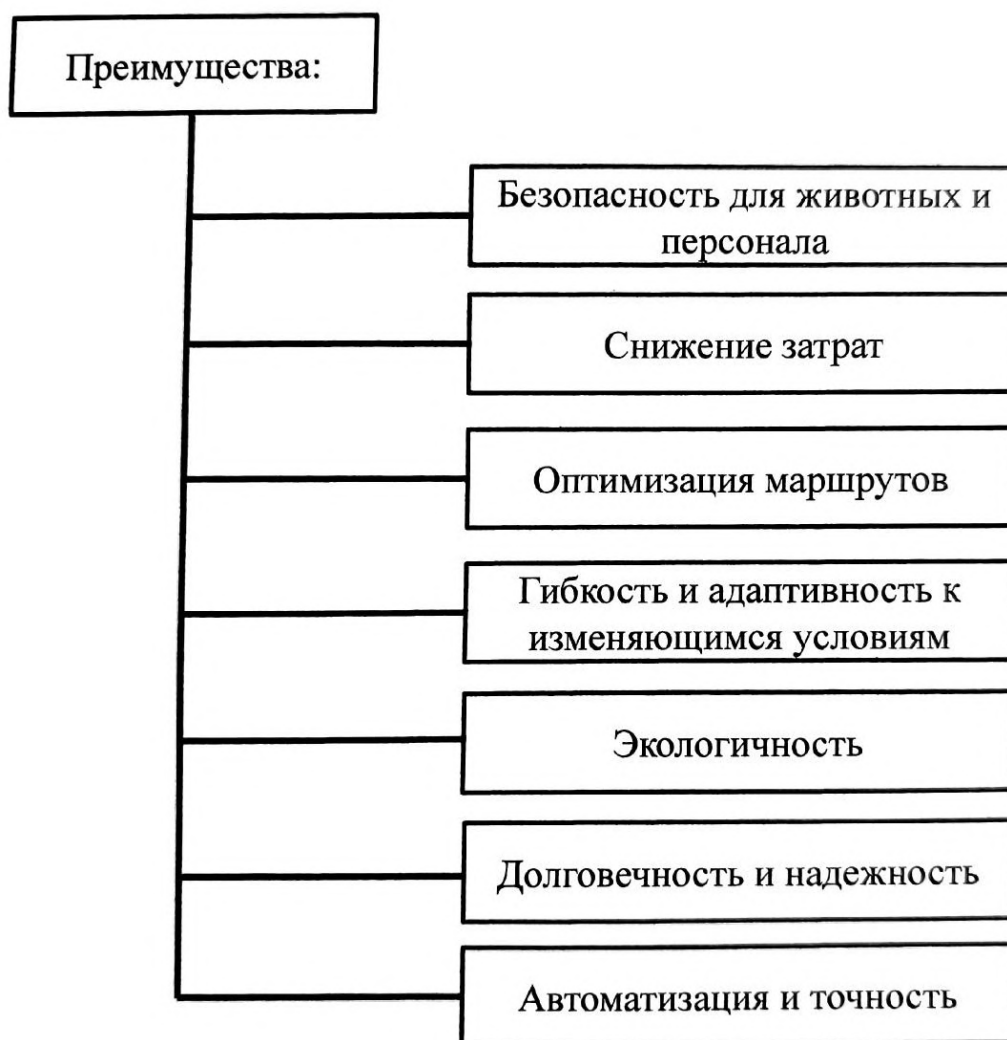 Преимущества:
Безопасность для животных и
персонала
Снижение затрат
Оптимизация маршрутов
Гибкость и адаптивность к
изменяющимся условиям
Экологичность
Долговечность и надежность
Автоматизация и точность